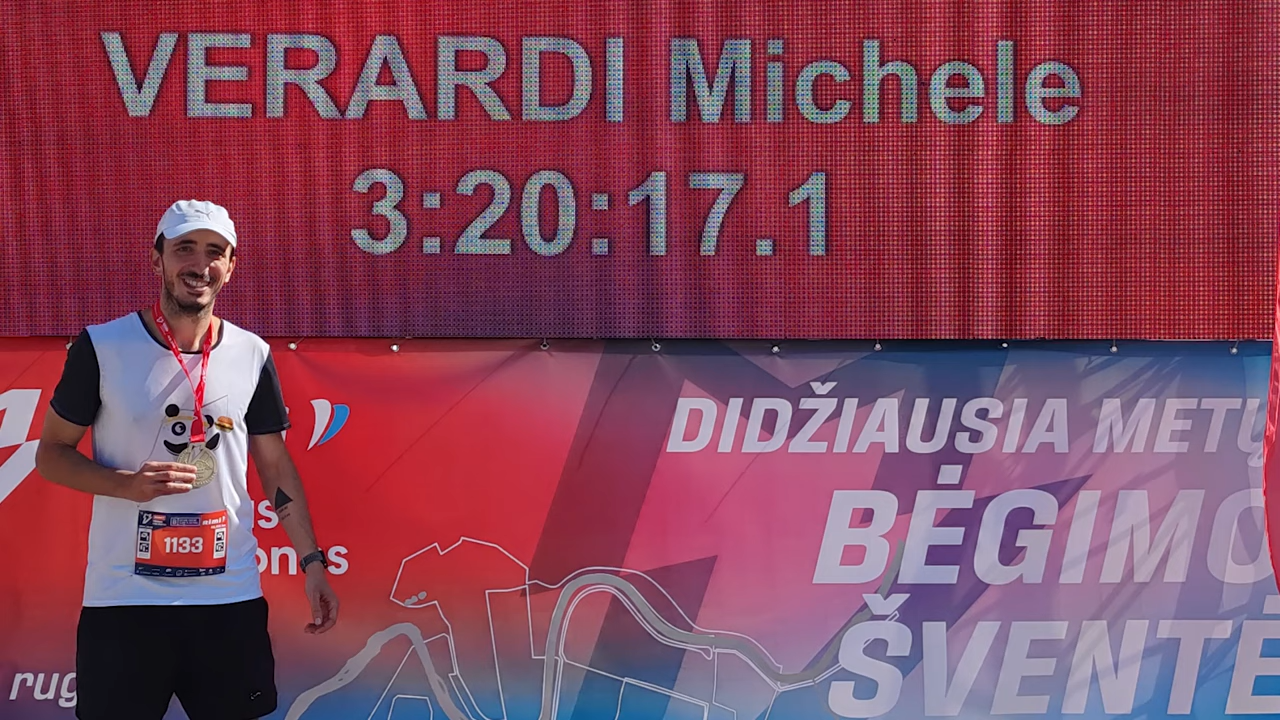 VERARDI Michele
3:20:17.1
DIDŽIAUSIA METŲ
BĖGIMO
ŠVENTĖ
1133